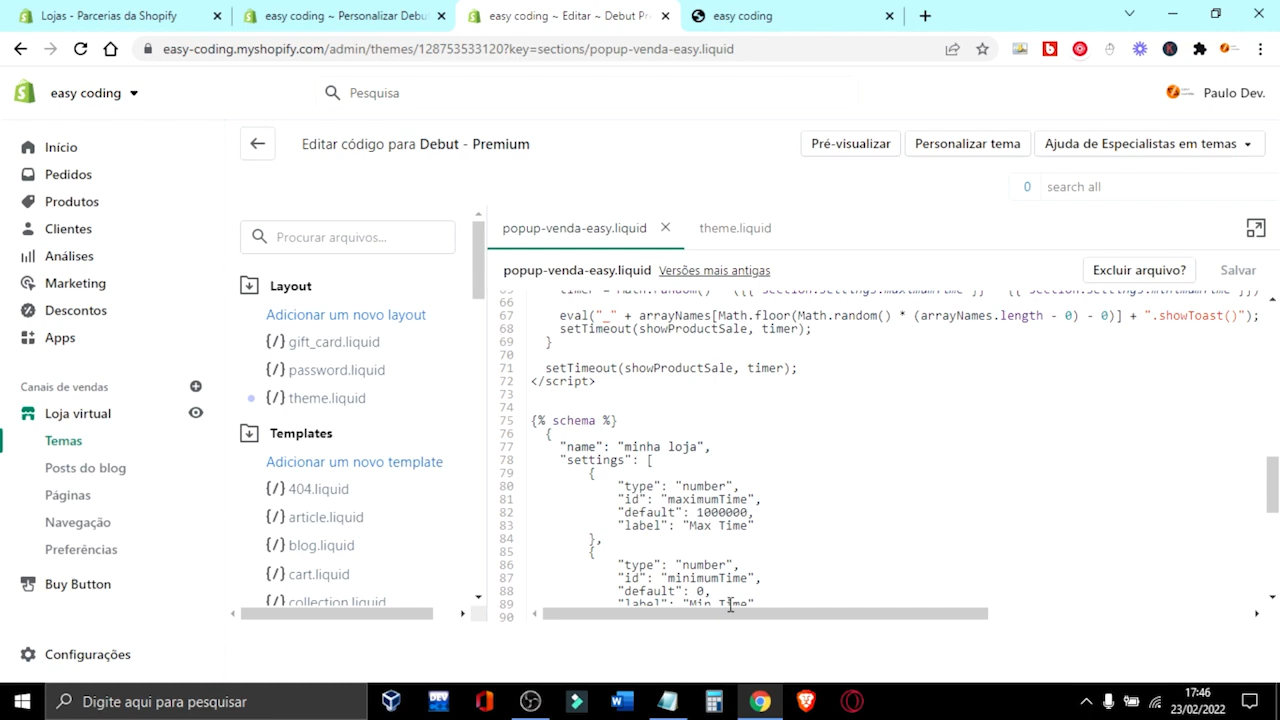 Lojas ~ Parcerias da Shopify
easy coding ~ Personalizar Debu
easy coding ~ Editar ~ Debut Pr
easy coding
easy-coding.myshopify.com/admin/themes/128753533120?key=sections/popup-venda-easy.liquid
easy coding
Pesquisa
Paulo Dev.
Editar código para Debut - Premium
Pré-visualizar
Personalizar tema
Ajuda de Especialistas em temas
0 search all
Início
Pedidos
Produtos
Clientes
Análises
Marketing
Descontos
Apps
Canais de vendas
Loja virtual
Temas
Posts do blog
Páginas
Navegação
Preferências
Buy Button
Configurações
Procurar arquivos...
Layout
Adicionar um novo layout
{/} gift_card.liquid
{/} password.liquid
{/} theme.liquid
Templates
Adicionar um novo template
{/} 404.liquid
{/} article.liquid
{/} blog.liquid
{/} cart.liquid
{/} collection.liquid
popup-venda-easy.liquid
theme.liquid
popup-venda-easy.liquid Versões mais antigas
Excluir arquivo?
Salvar
66
67 eval("_" + arrayNames[Math.floor(Math.random() * (arrayNames.length - 0) - 0)] + ".showToast()");
68 setTimeout(showProductSale, timer);
69 }
70
71 setTimeout(showProductSale, timer);
72 </script>
73
74
75 {% schema %}
76 {
77 "name": "minha loja",
78 "settings": [
79 {
80 "type": "number",
81 "id": "maximumTime",
82 "default": 1000000,
83 "label": "Max Time"
84 },
85 {
86 "type": "number",
87 "id": "minimumTime",
88 "default": 0,
89 "label": "Min Time"
90
Digite aqui para pesquisar
DEV
17:46
23/02/2022